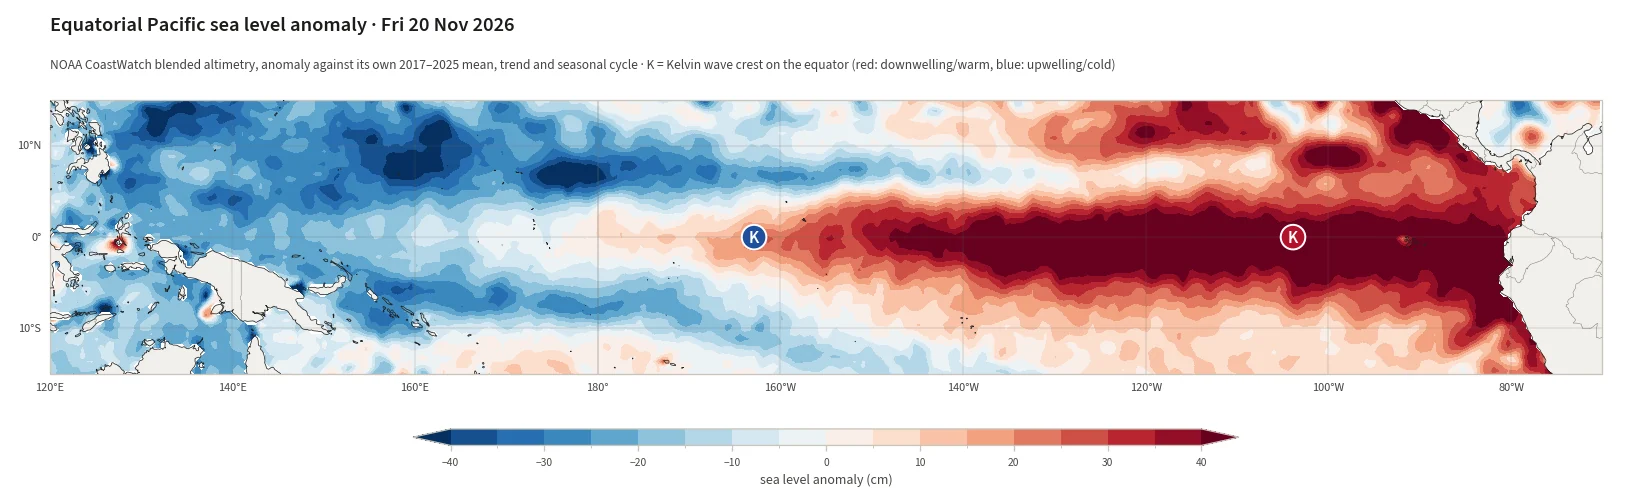 Equatorial Pacific sea level anomaly · Fri 20 Nov 2026
NOAA CoastWatch blended altimetry, anomaly against its own 2017–2025 mean, trend and seasonal cycle · K = Kelvin wave crest on the equator (red: downwelling/warm, blue: upwelling/cold)
10°N
0°
K K
10°S
120°E 140°E 160°E 180° 160°W 140°W 120°W 100°W 80°W
−40 −30 −20 −10 0 10 20 30 40
sea level anomaly (cm)